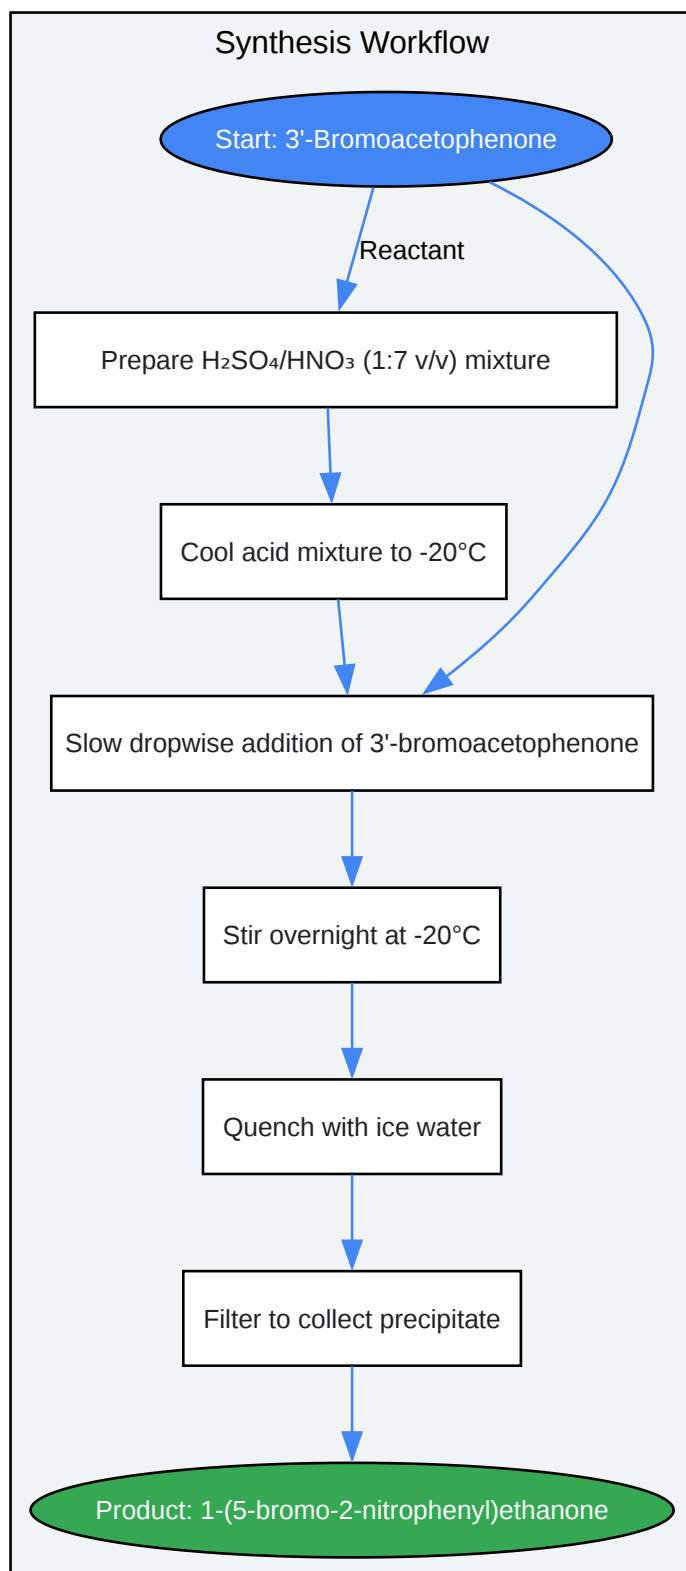 Synthesis Workflow
Start: 3'-Bromoacetophenone
Reactant
Prepare H₂SO₄/HNO₃ (1:7 v/v) mixture
Cool acid mixture to -20°C
Slow dropwise addition of 3'-bromoacetophenone
Stir overnight at -20°C
Quench with ice water
Filter to collect precipitate
Product: 1-(5-bromo-2-nitrophenyl)ethanone